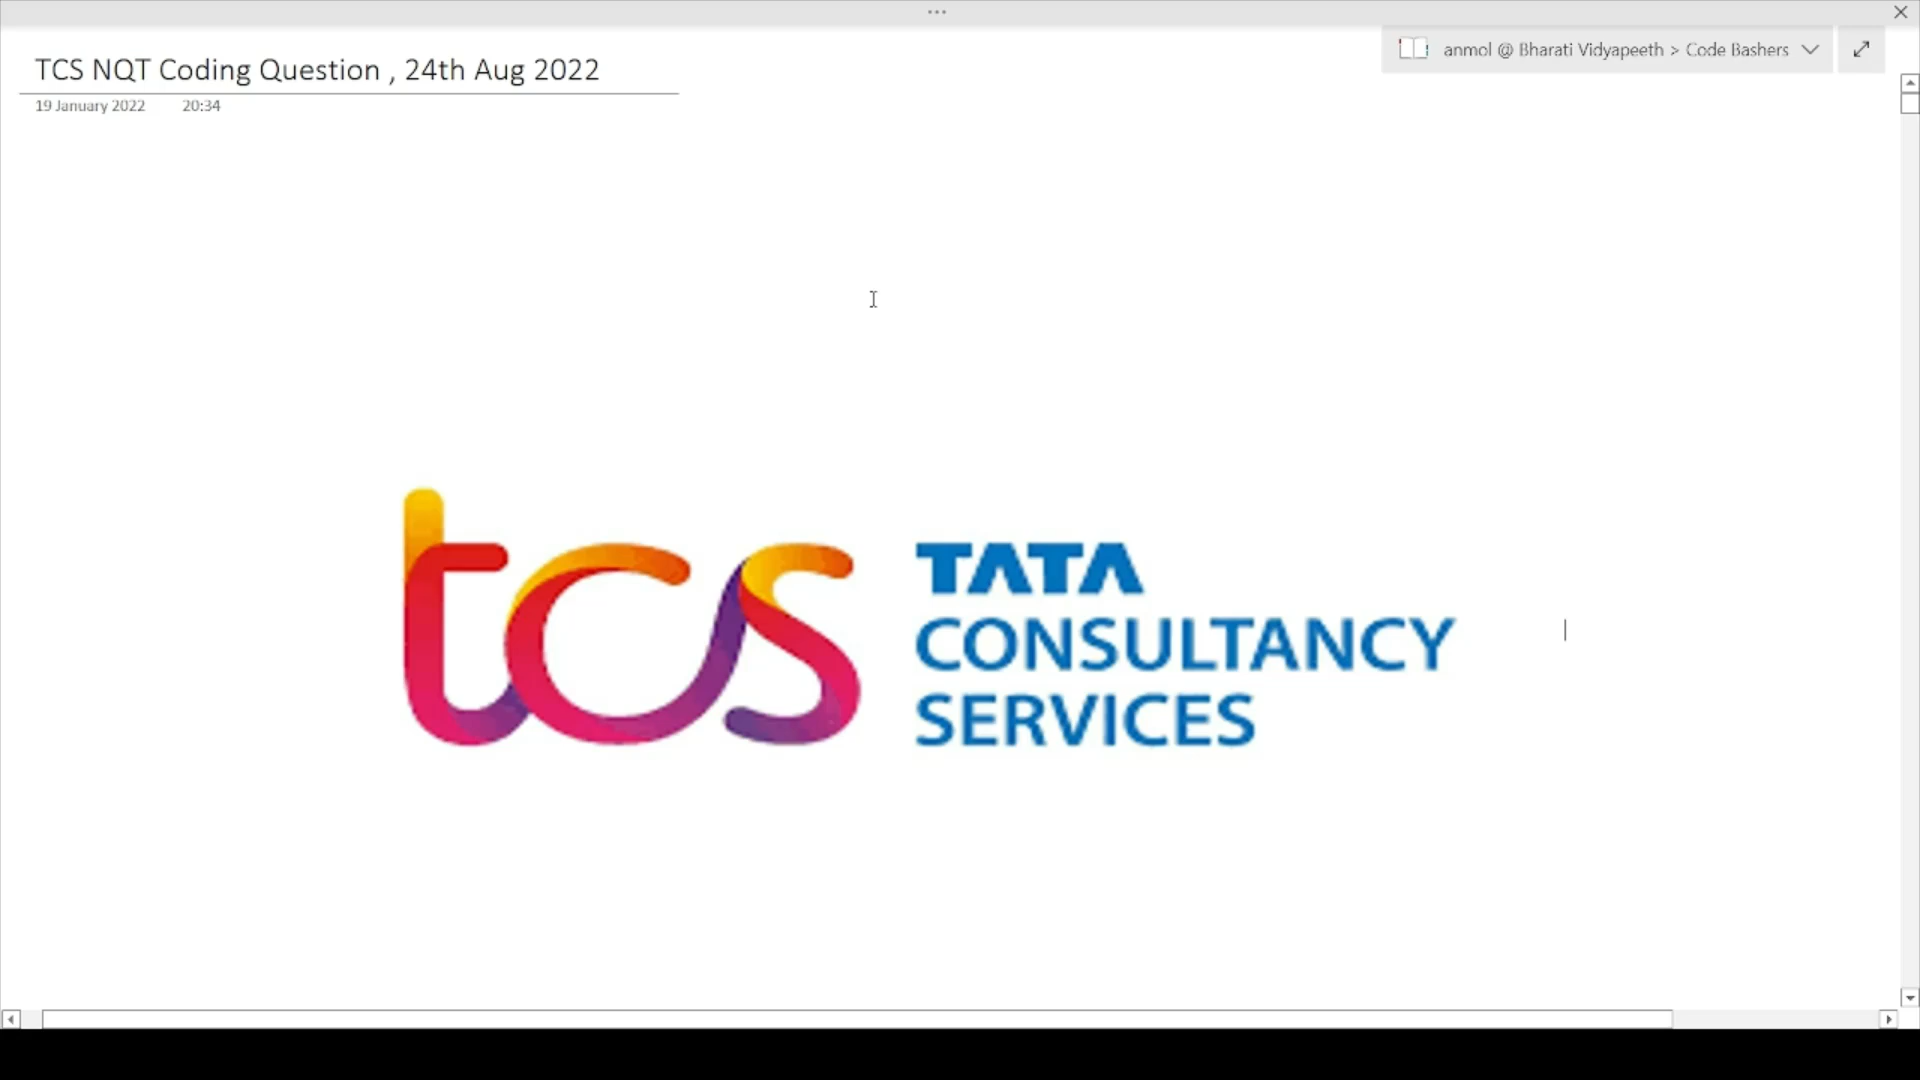 TCS NQT Coding Question , 24th Aug 2022
anmol @ Bharati Vidyapeeth > Code Bashers
19 January 2022 20:34
tcs
TATA
CONSULTANCY
SERVICES